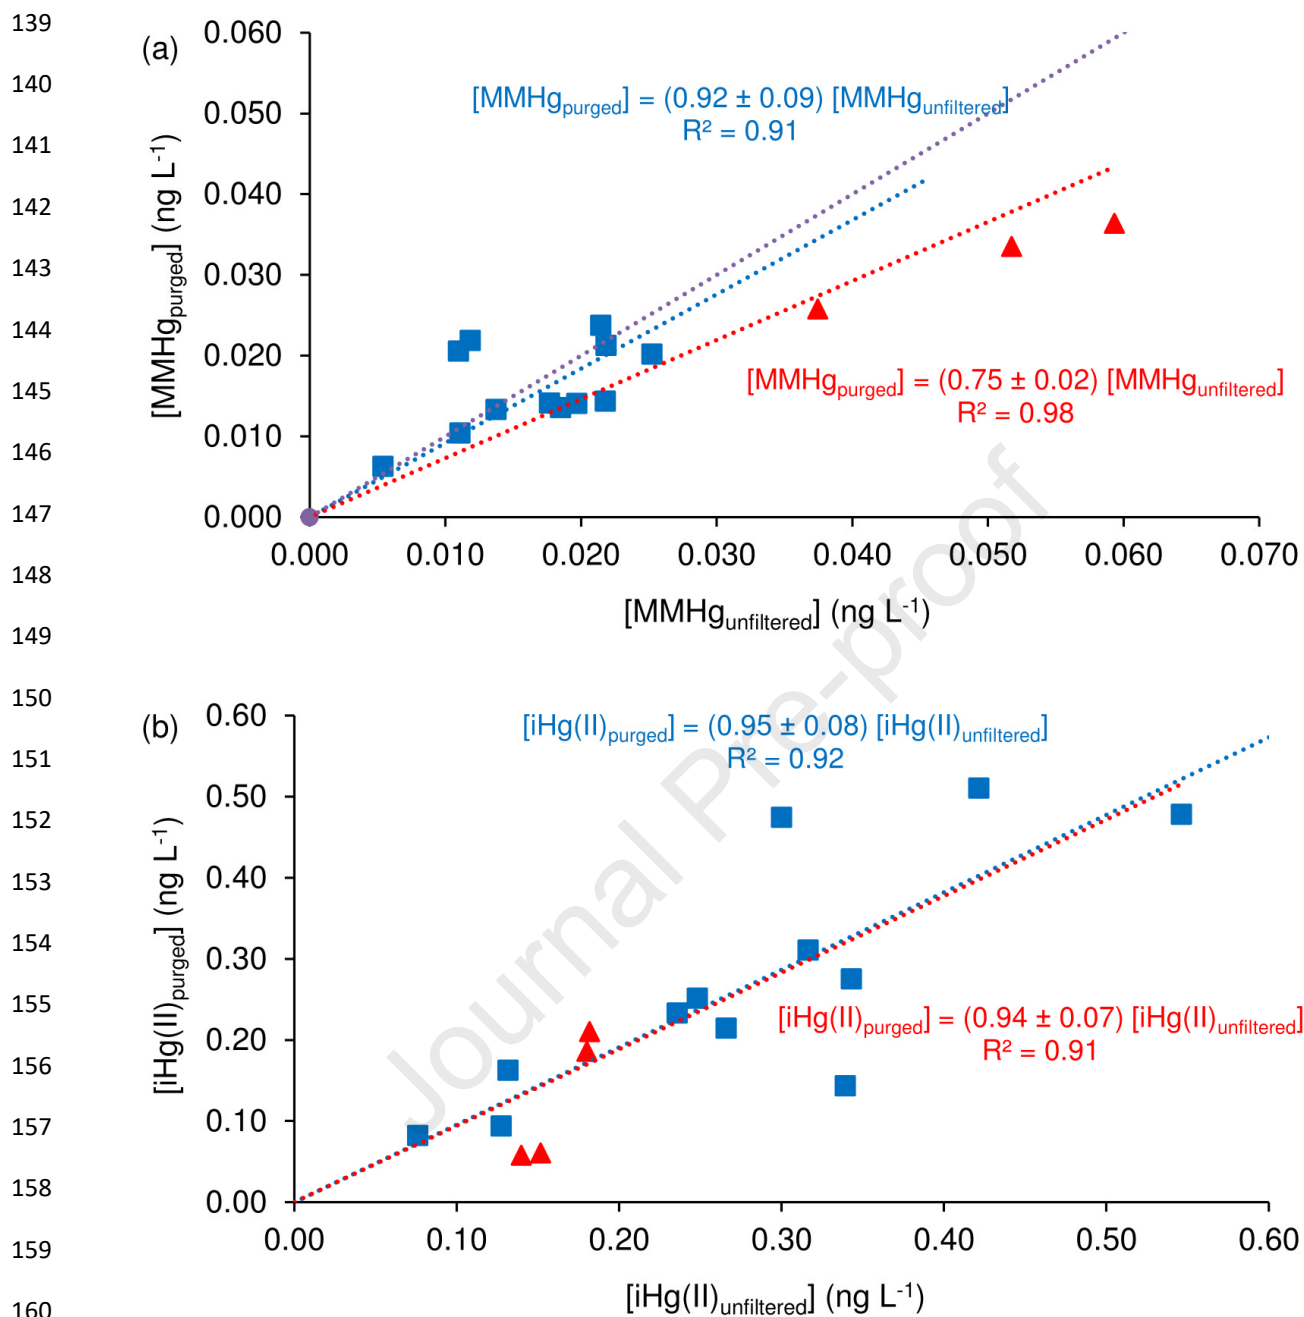 139
140
141
142
143
144
145
146
147
148
149
150
151
152
153
154
155
156
157
158
159
160
(a)
[MMHgpurged] (ng L-1)
0.060
0.050
0.040
0.030
0.020
0.010
0.000
[MMHgpurged] = (0.92 ± 0.09) [MMHgunfiltered]
R² = 0.91
[MMHgpurged] = (0.75 ± 0.02) [MMHgunfiltered]
R² = 0.98
0.000 0.010 0.020 0.030 0.040 0.050 0.060 0.070
[MMHgunfiltered] (ng L-1)
Journal Pre-proof
(b)
[iHg(II)purged] (ng L-1)
0.60
0.50
0.40
0.30
0.20
0.10
0.00
[iHg(II)purged] = (0.95 ± 0.08) [iHg(II)unfiltered]
R² = 0.92
[iHg(II)purged] = (0.94 ± 0.07) [iHg(II)unfiltered]
R² = 0.91
0.00 0.10 0.20 0.30 0.40 0.50 0.60
[iHg(II)unfiltered] (ng L-1)